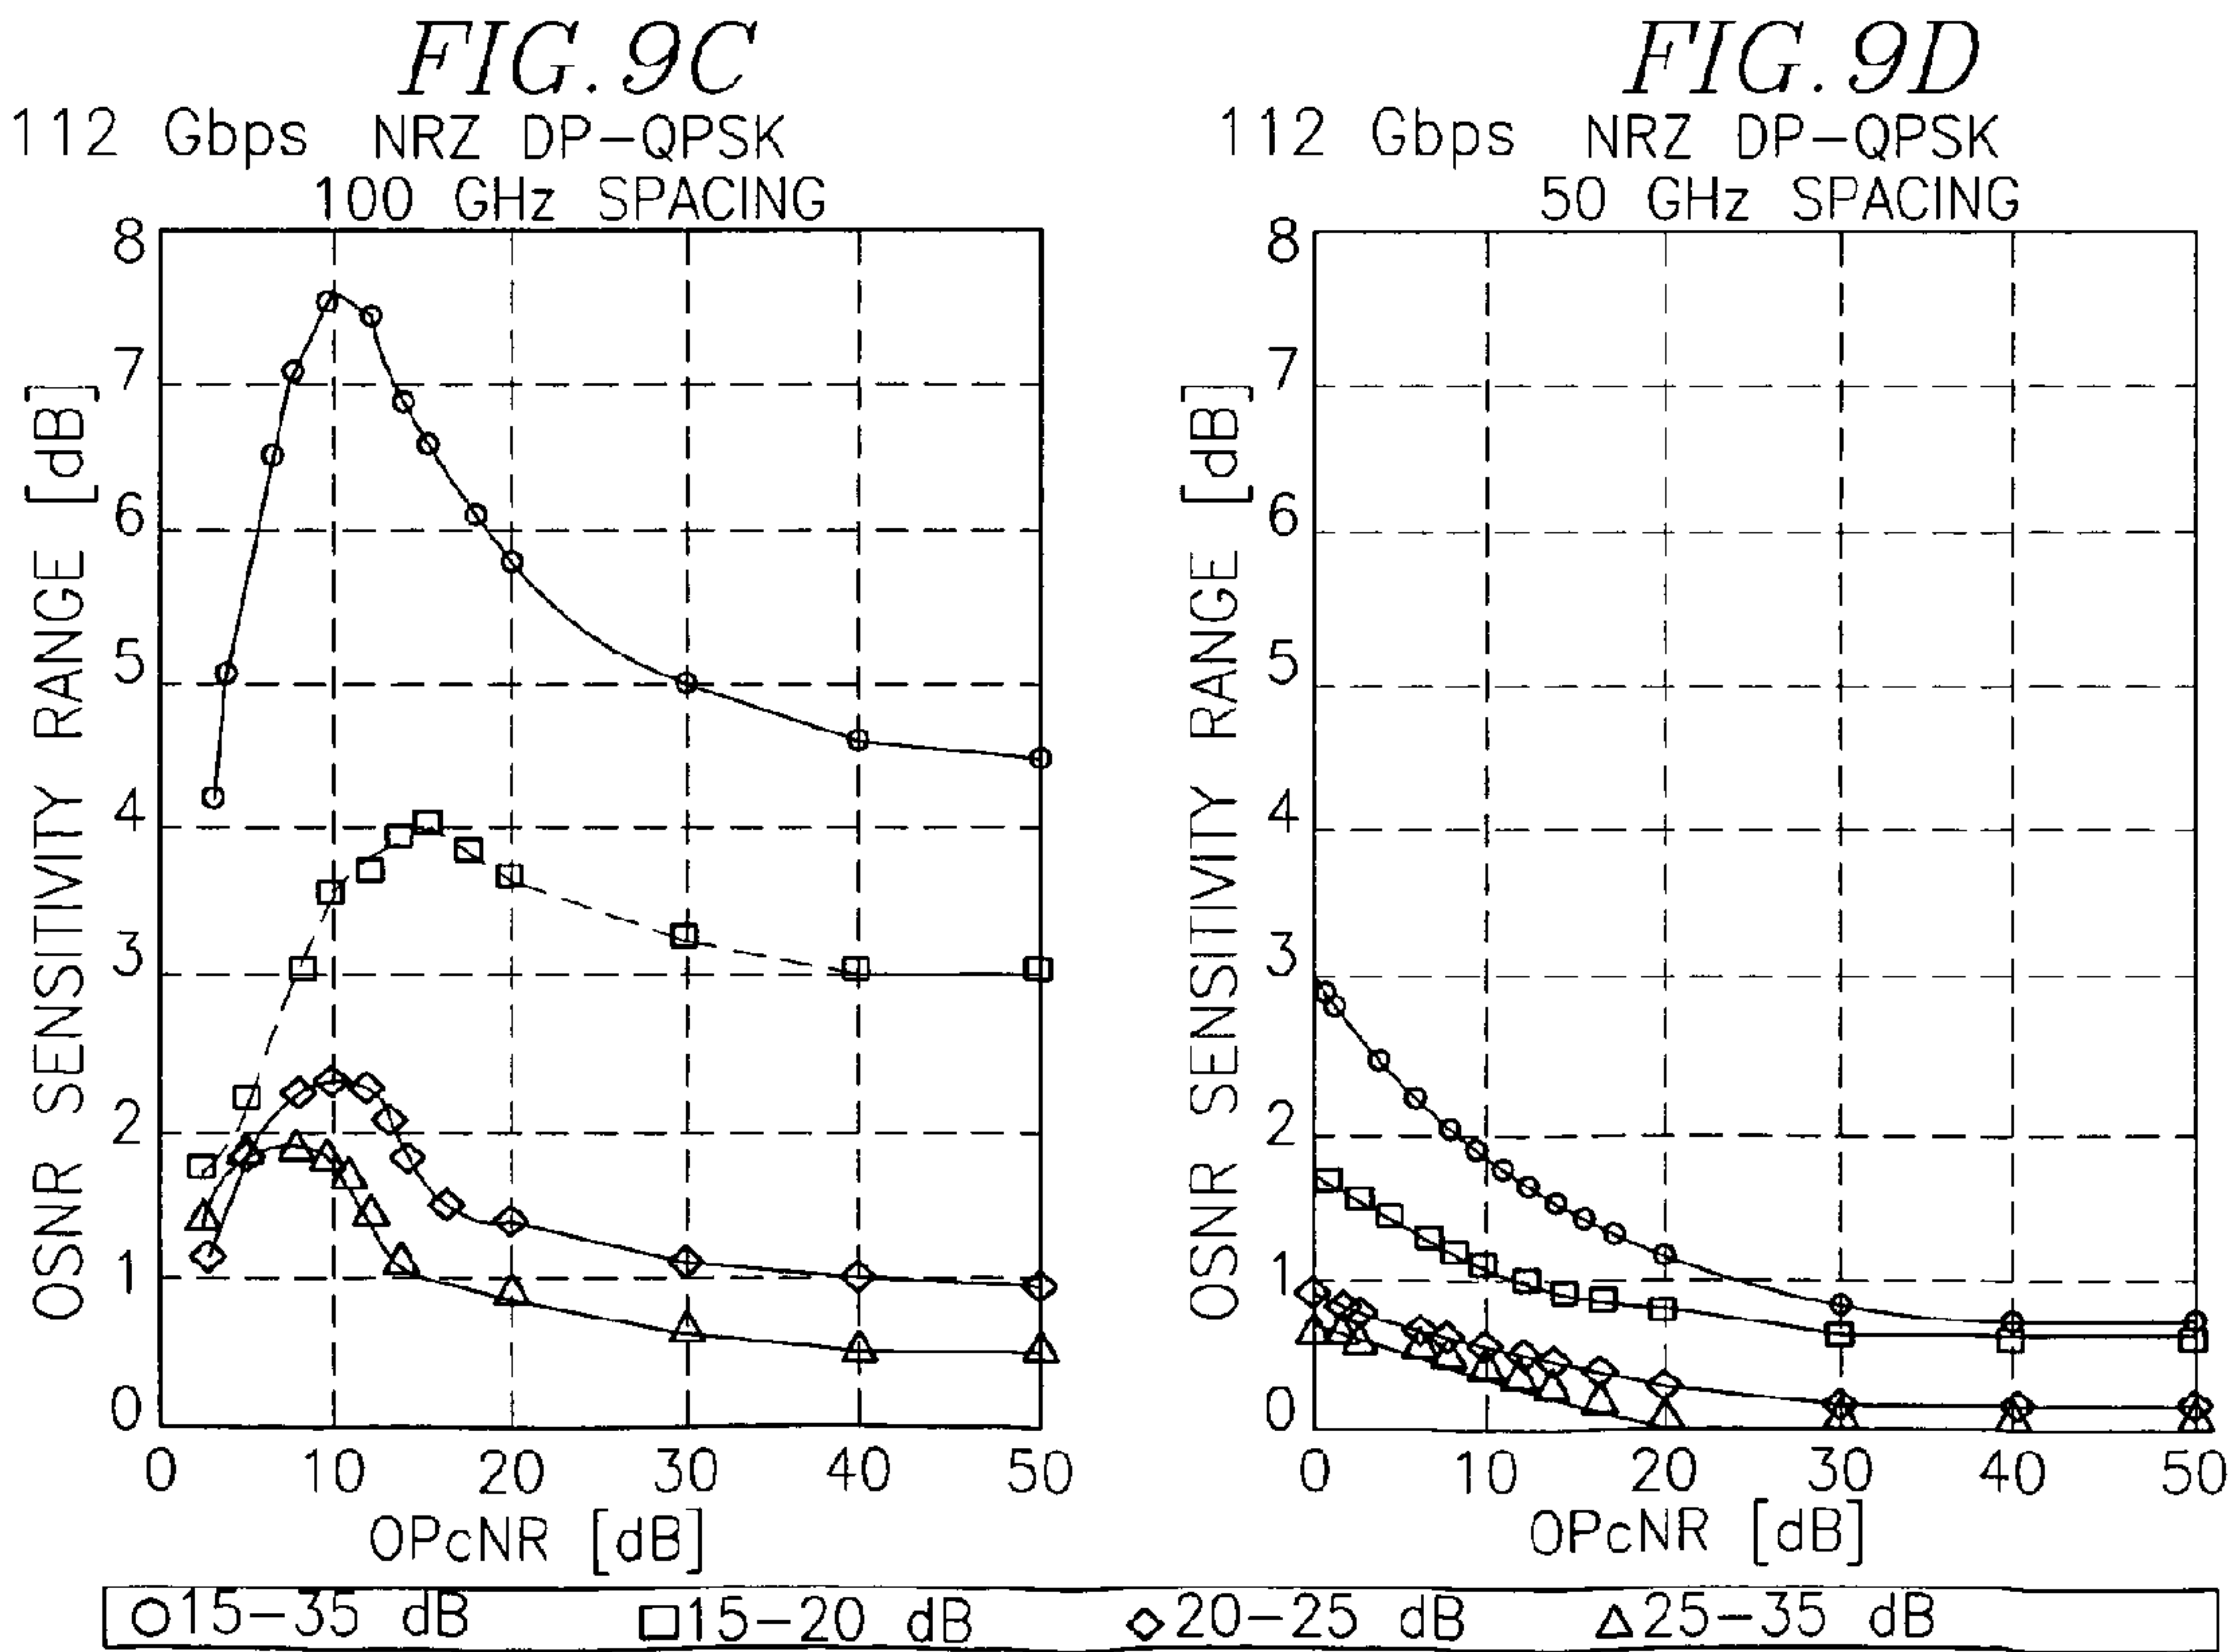 FIG. 9C
112 Gbps NRZ DP-QPSK
100 GHz SPACING
OSNR SENSITIVITY RANGE [dB]
8
7
6
5
4
3
2
1
0
0 10 20 30 40 50
OPcNR [dB]
FIG. 9D
112 Gbps NRZ DP-QPSK
50 GHz SPACING
OSNR SENSITIVITY RANGE [dB]
8
7
6
5
4
3
2
1
0
0 10 20 30 40 50
OPcNR [dB]
15-35 dB 15-20 dB 20-25 dB 25-35 dB